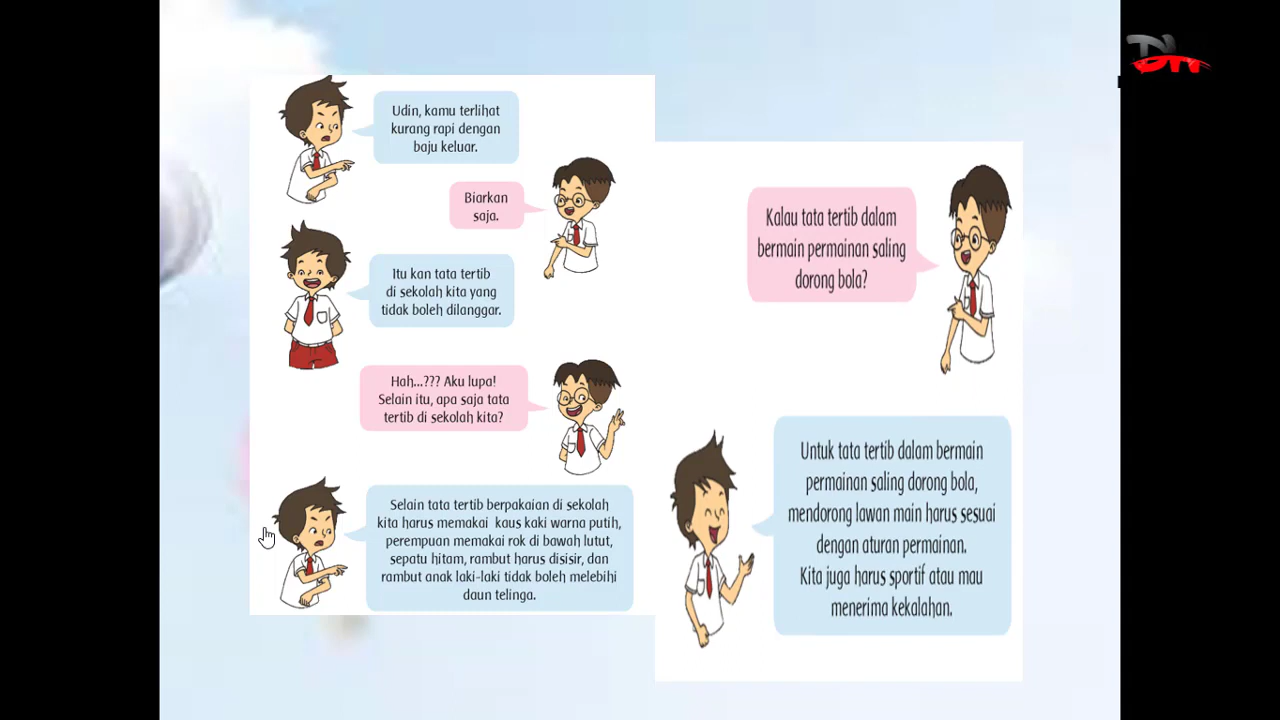 Udin, kamu terlihat
kurang rapi dengan
baju keluar.
Biarkan
saja.
Itu kan tata tertib
di sekolah kita yang
tidak boleh dilanggar.
Hah...??? Aku lupa!
Selain itu, apa saja tata
tertib di sekolah kita?
Selain tata tertib berpakaian di sekolah
kita harus memakai kaus kaki warna putih,
perempuan memakai rok di bawah lutut,
sepatu hitam, rambut harus disisir, dan
rambut anak laki-laki tidak boleh melebihi
daun telinga.
Kalau tata tertib dalam
bermain permainan saling
dorong bola?
Untuk tata tertib dalam bermain
permainan saling dorong bola,
mendorong lawan main harus sesuai
dengan aturan permainan.
Kita juga harus sportif atau mau
menerima kekalahan.